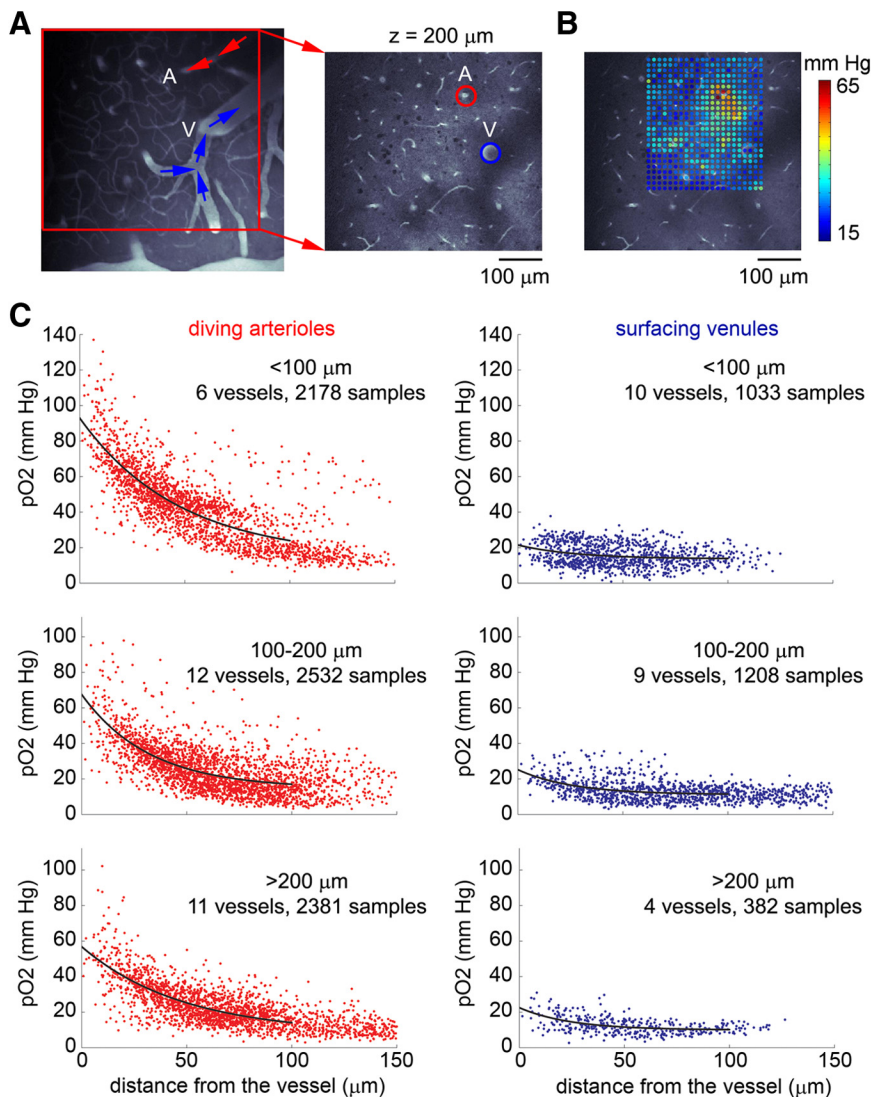 A
A
V
z = 200 μm
A
V
100 μm
B
mm Hg
65
15
100 μm
C
diving arterioles
<100 μm
6 vessels, 2178 samples
pO2 (mm Hg)
140
120
100
80
60
40
20
0
surfacing venules
<100 μm
10 vessels, 1033 samples
pO2 (mm Hg)
140
120
100
80
60
40
20
0
100-200 μm
12 vessels, 2532 samples
pO2 (mm Hg)
100
80
60
40
20
0
100-200 μm
9 vessels, 1208 samples
pO2 (mm Hg)
100
80
60
40
20
0
>200 μm
11 vessels, 2381 samples
pO2 (mm Hg)
100
80
60
40
20
0
0 50 100 150
distance from the vessel (μm)
>200 μm
4 vessels, 382 samples
pO2 (mm Hg)
100
80
60
40
20
0
50 100 150
distance from the vessel (μm)